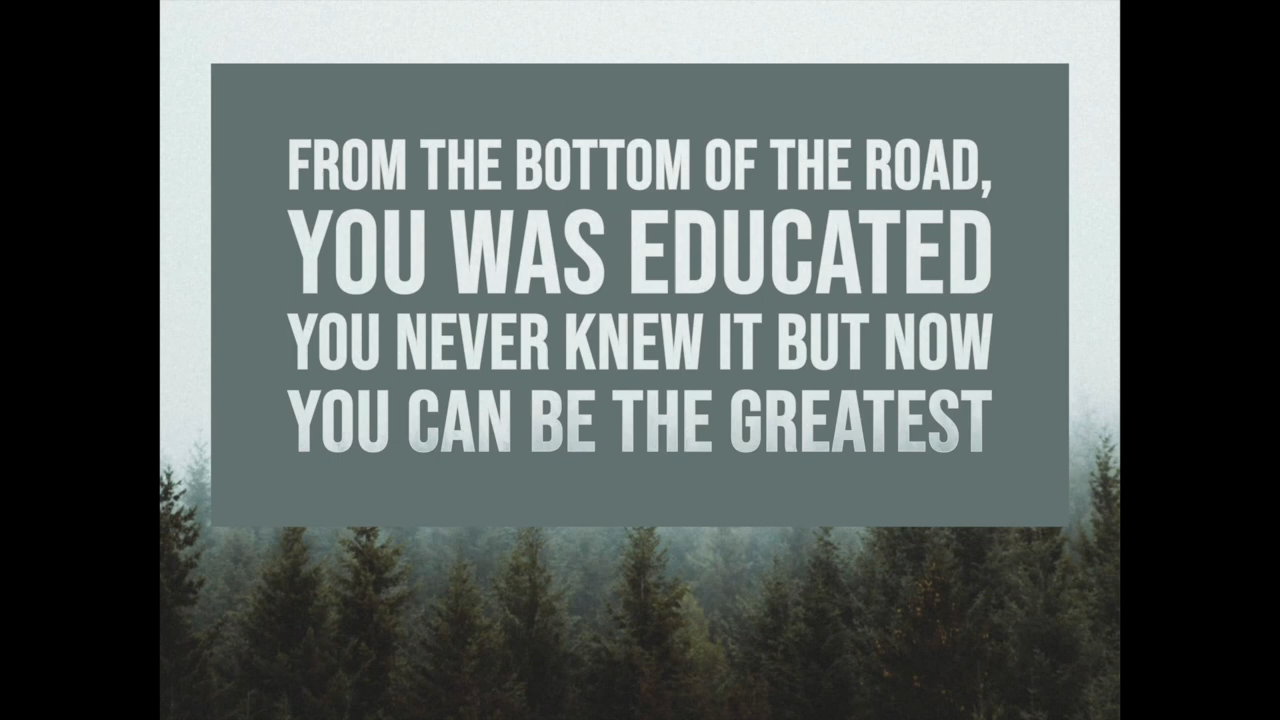 FROM THE BOTTOM OF THE ROAD,
YOU WAS EDUCATED
YOU NEVER KNEW IT BUT NOW
YOU CAN BE THE GREATEST